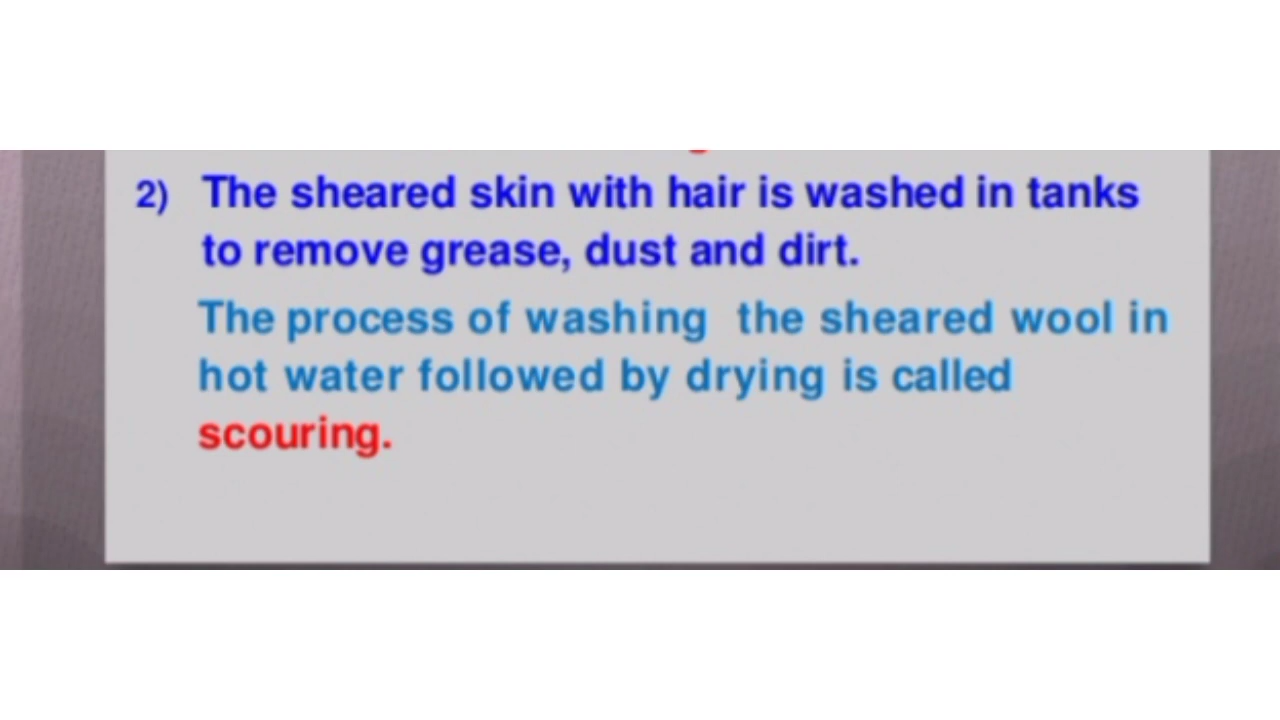 2) The sheared skin with hair is washed in tanks
to remove grease, dust and dirt.
The process of washing the sheared wool in
hot water followed by drying is called
scouring.